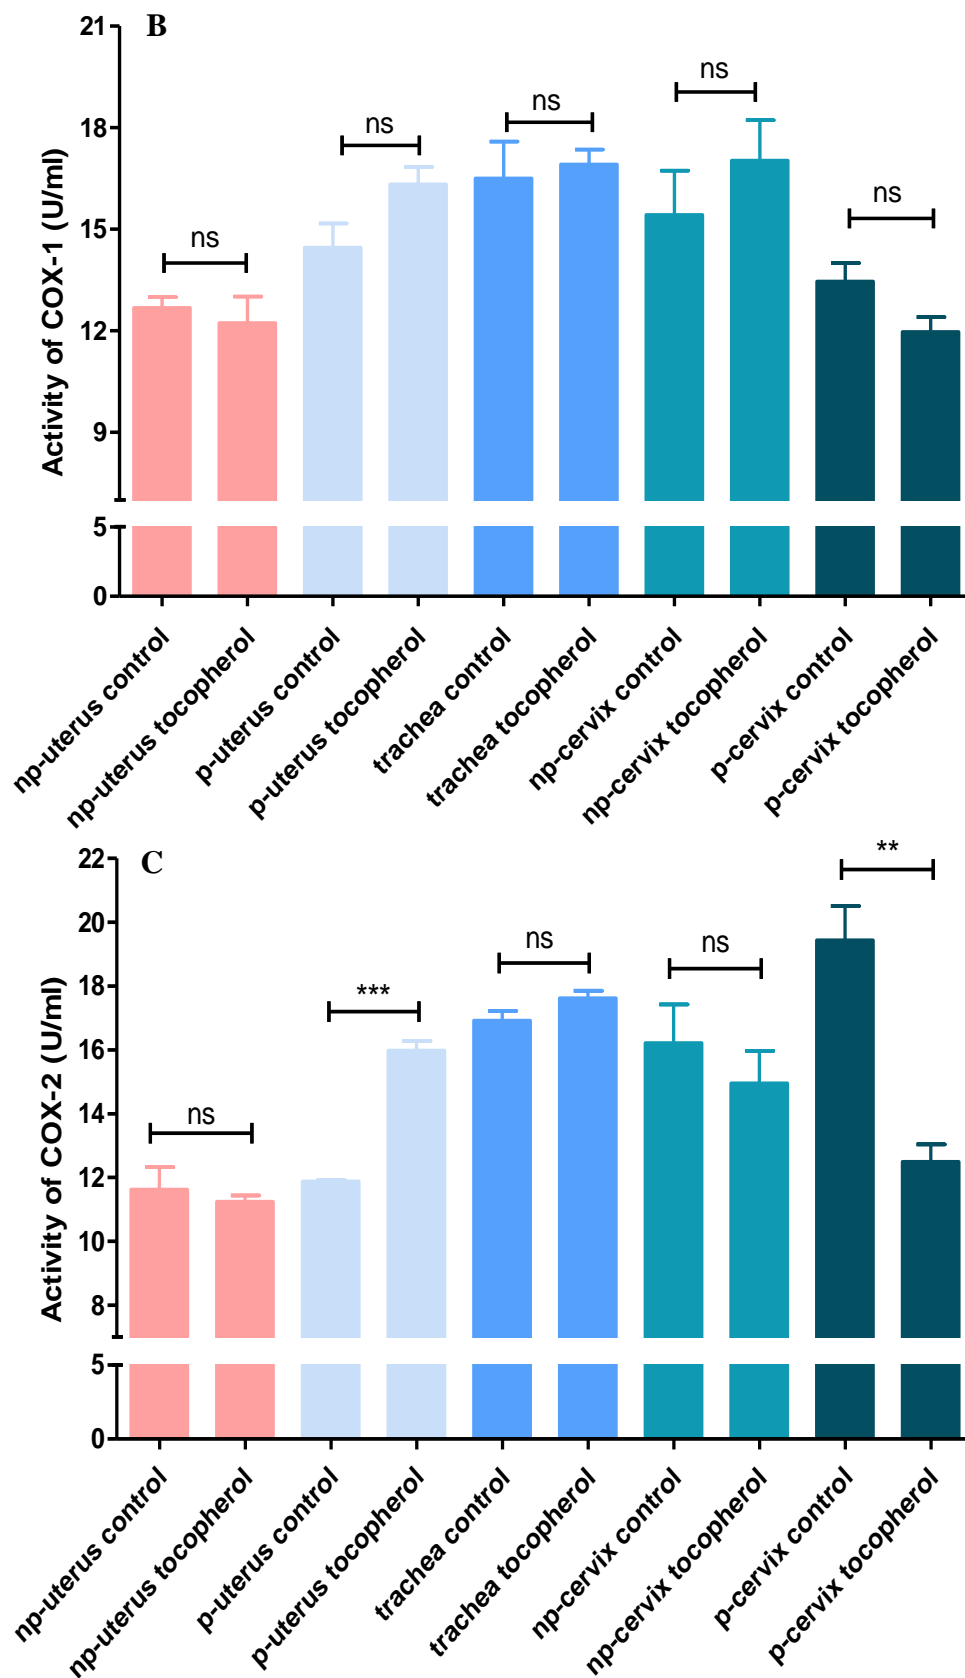 B
Activity of COX-1 (U/ml)
21
18
15
12
9
5
0
ns
ns
ns
ns
ns
np-uterus control
np-uterus tocopherol
p-uterus control
p-uterus tocopherol
trachea control
trachea tocopherol
np-cervix control
np-cervix tocopherol
p-cervix control
p-cervix tocopherol
C
Activity of COX-2 (U/ml)
22
20
18
16
14
12
10
8
5
0
ns
***
ns
ns
**
np-uterus control
np-uterus tocopherol
p-uterus control
p-uterus tocopherol
trachea control
trachea tocopherol
np-cervix control
np-cervix tocopherol
p-cervix control
p-cervix tocopherol